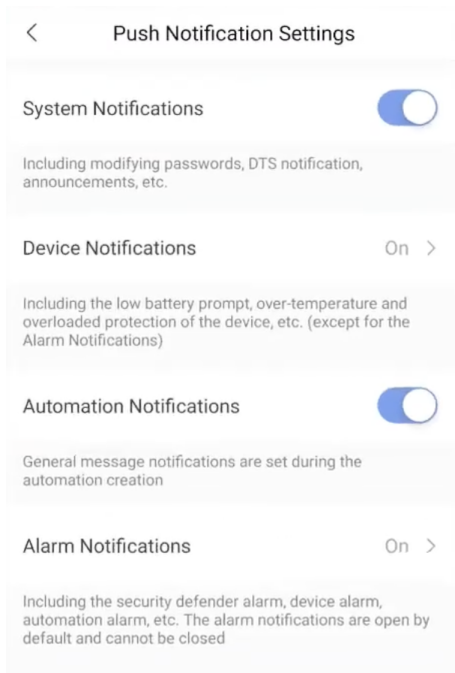 Push Notification Settings
System Notifications
Including modifying passwords, DTS notification,
announcements, etc.
Device Notifications
On
Including the low battery prompt, over-temperature and
overloaded protection of the device, etc. (except for the
Alarm Notifications)
Automation Notifications
General message notifications are set during the
automation creation
Alarm Notifications
On
Including the security defender alarm, device alarm,
automation alarm, etc. The alarm notifications are open by
default and cannot be closed